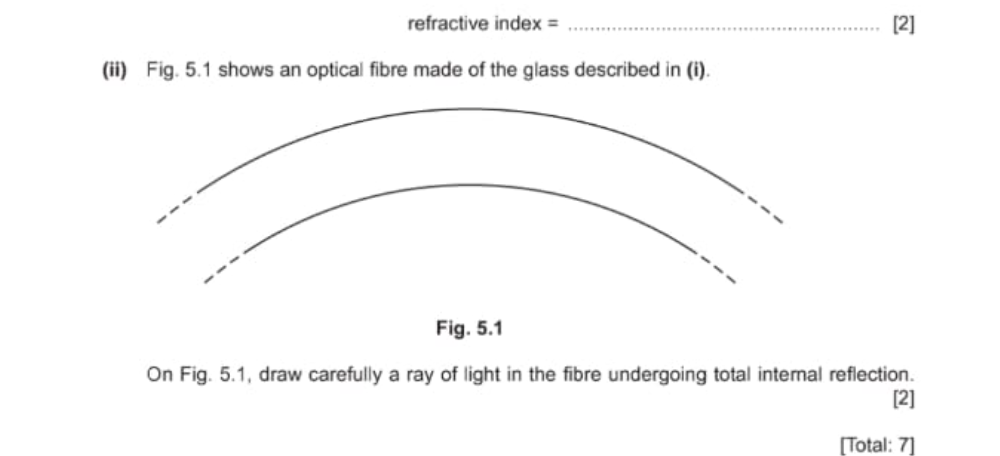 refractive index = ........................................................... [2]
(ii) Fig. 5.1 shows an optical fibre made of the glass described in (i).
Fig. 5.1
On Fig. 5.1, draw carefully a ray of light in the fibre undergoing total internal reflection.
[2]
[Total: 7]